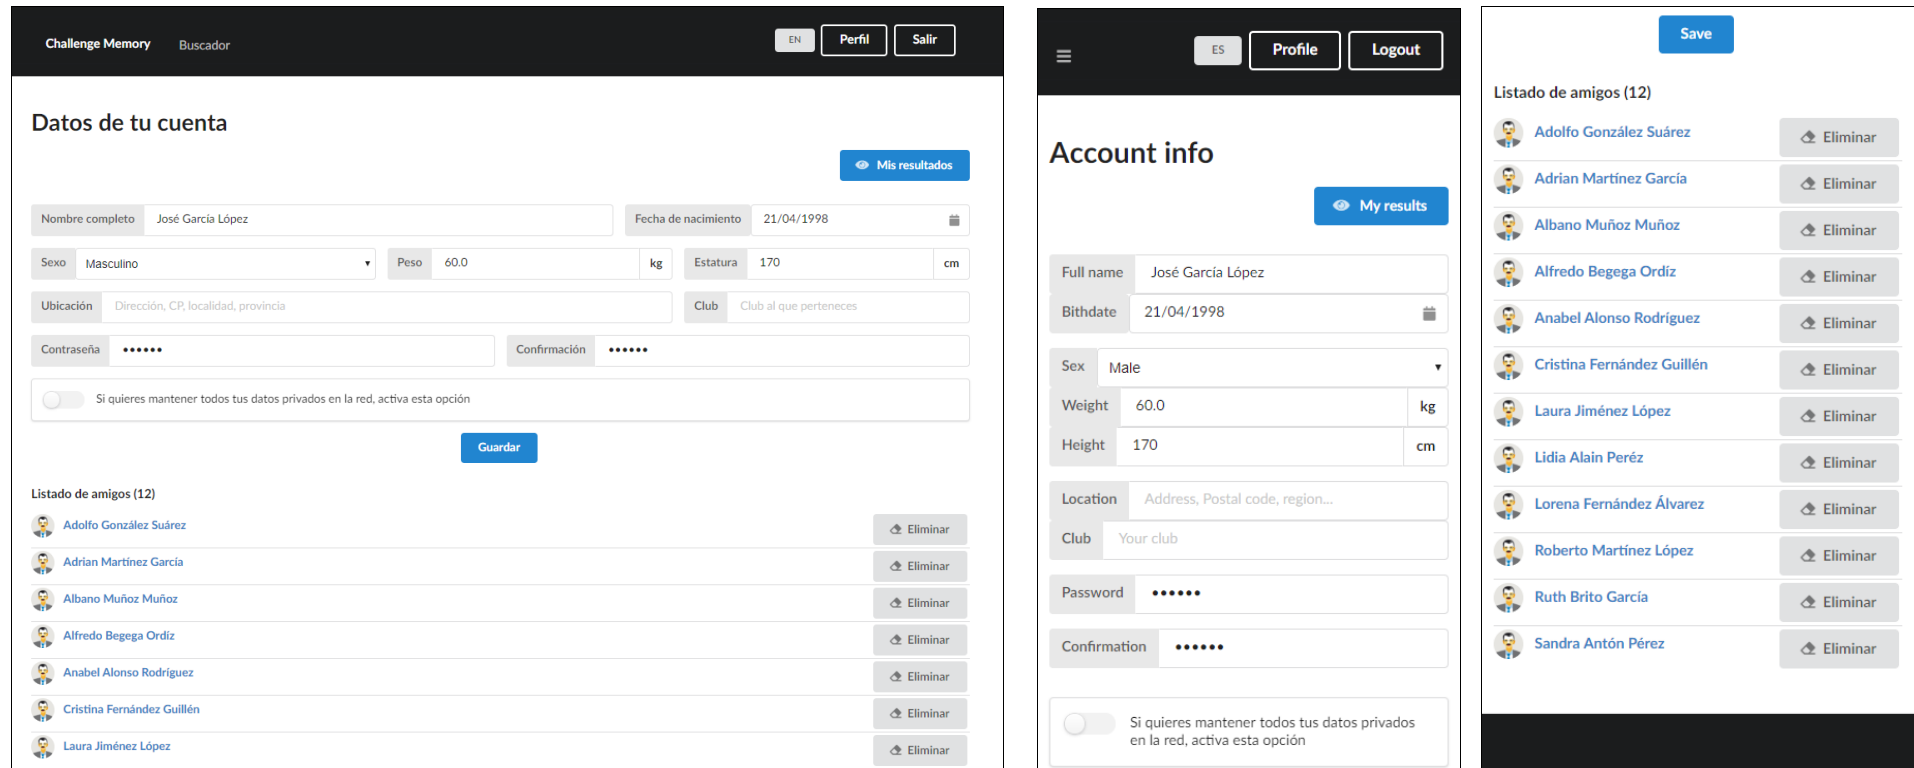 Challenge Memory Buscador EN Perfil Salir
Datos de tu cuenta
Mis resultados
Nombre completo José García López Fecha de nacimiento 21/04/1998
Sexo Masculino Peso 60.0 kg Estatura 170 cm
Ubicación Dirección, CP, localidad, provincia Club Club al que perteneces
Contraseña •••••• Confirmación ••••••
Si quieres mantener todos tus datos privados en la red, activa esta opción
Guardar
Listado de amigos (12)
Adolfo González Suárez Eliminar
Adrian Martínez García Eliminar
Albano Muñoz Muñoz Eliminar
Alfredo Begega Ordíz Eliminar
Anabel Alonso Rodríguez Eliminar
Cristina Fernández Guillén Eliminar
Laura Jiménez López Eliminar
ES Profile Logout
Account info
My results
Full name José García López
Bithdate 21/04/1998
Sex Male
Weight 60.0 kg
Height 170 cm
Location Address, Postal code, region...
Club Your club
Password ••••••
Confirmation ••••••
Si quieres mantener todos tus datos privados
en la red, activa esta opción
Save
Listado de amigos (12)
Adolfo González Suárez Eliminar
Adrian Martínez García Eliminar
Albano Muñoz Muñoz Eliminar
Alfredo Begega Ordíz Eliminar
Anabel Alonso Rodríguez Eliminar
Cristina Fernández Guillén Eliminar
Laura Jiménez López Eliminar
Lidia Alain Peréz Eliminar
Lorena Fernández Álvarez Eliminar
Roberto Martínez López Eliminar
Ruth Brito García Eliminar
Sandra Antón Pérez Eliminar